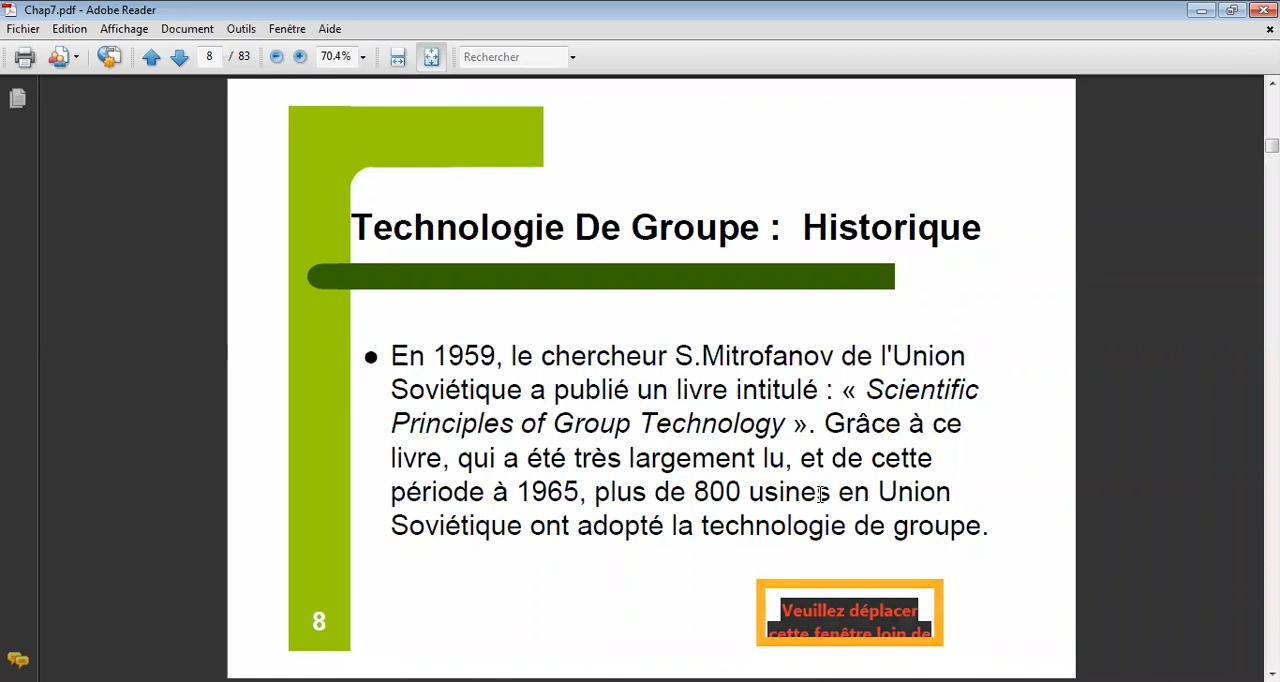 Chap7.pdf - Adobe Reader
Fichier Edition Affichage Document Outils Fenêtre Aide
8 / 83 70.4% Rechercher
Technologie De Groupe : Historique
● En 1959, le chercheur S.Mitrofanov de l'Union
Soviétique a publié un livre intitulé : « Scientific
Principles of Group Technology ». Grâce à ce
livre, qui a été très largement lu, et de cette
période à 1965, plus de 800 usines en Union
Soviétique ont adopté la technologie de groupe.
Veuillez déplacer
cette fenêtre loin de
8